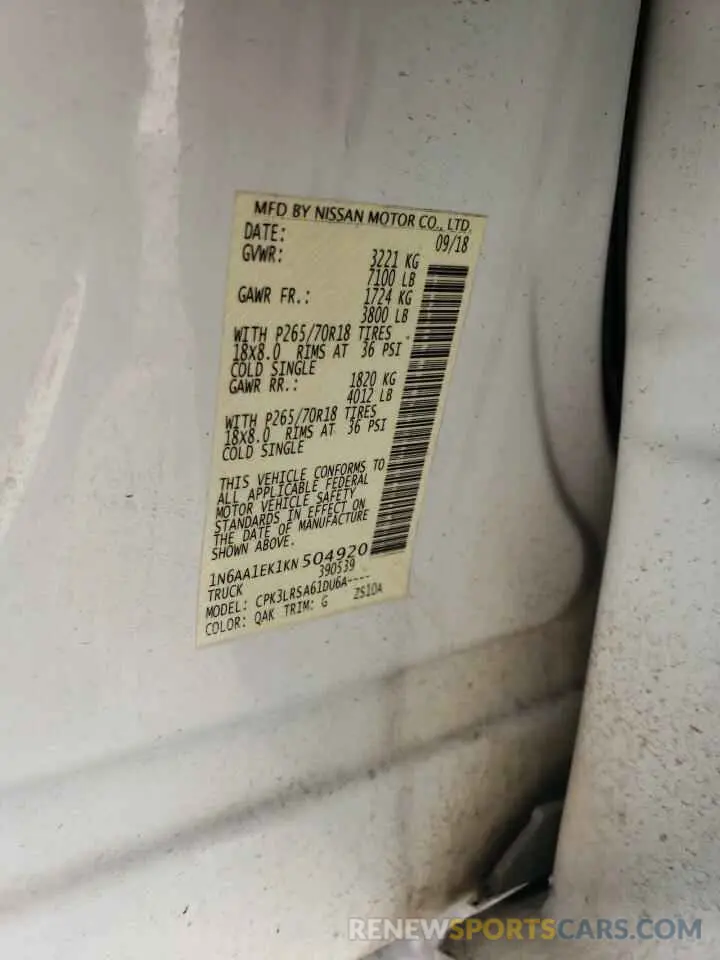 MFD BY NISSAN MOTOR CO., LTD.
DATE: 09/18
GVWR: 3221 KG
7100 LB
GAWR FR.: 1724 KG
3800 LB
WITH P265/70R18 TIRES
18X8.0 RIMS AT 36 PSI
COLD SINGLE
GAWR RR.: 1820 KG
4012 LB
WITH P265/70R18 TIRES
18X8.0 RIMS AT 36 PSI
COLD SINGLE
THIS VEHICLE CONFORMS TO
ALL APPLICABLE FEDERAL
MOTOR VEHICLE SAFETY
STANDARDS IN EFFECT ON
THE DATE OF MANUFACTURE
SHOWN ABOVE.
1N6AA1EK1KN504920
TRUCK 390539
MODEL: CPK3LRSA61DU6A----
COLOR: QAK TRIM: G ZS10A
RENEWSPORTSCARS.COM